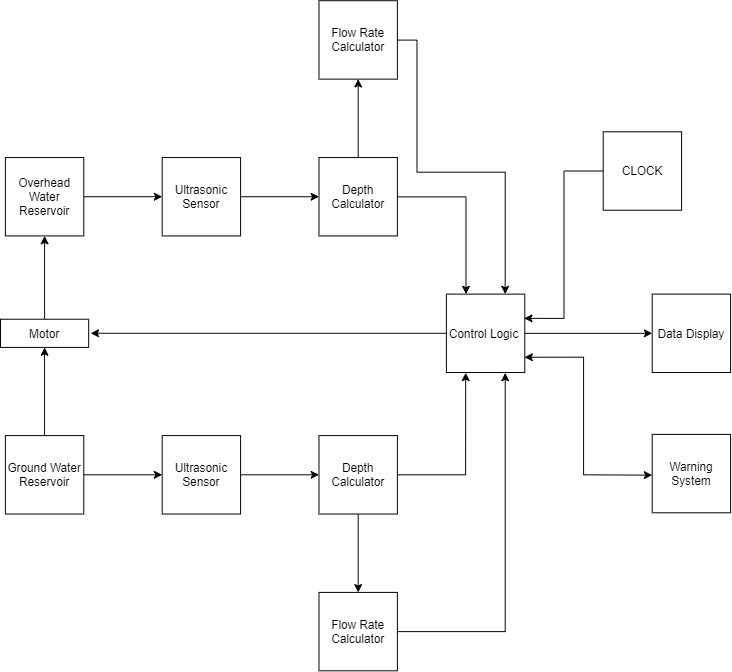 Flow Rate
Calculator
CLOCK
Overhead
Water
Reservoir
Ultrasonic
Sensor
Depth
Calculator
Motor
Control Logic
Data Display
Ground Water
Reservoir
Ultrasonic
Sensor
Depth
Calculator
Warning
System
Flow Rate
Calculator